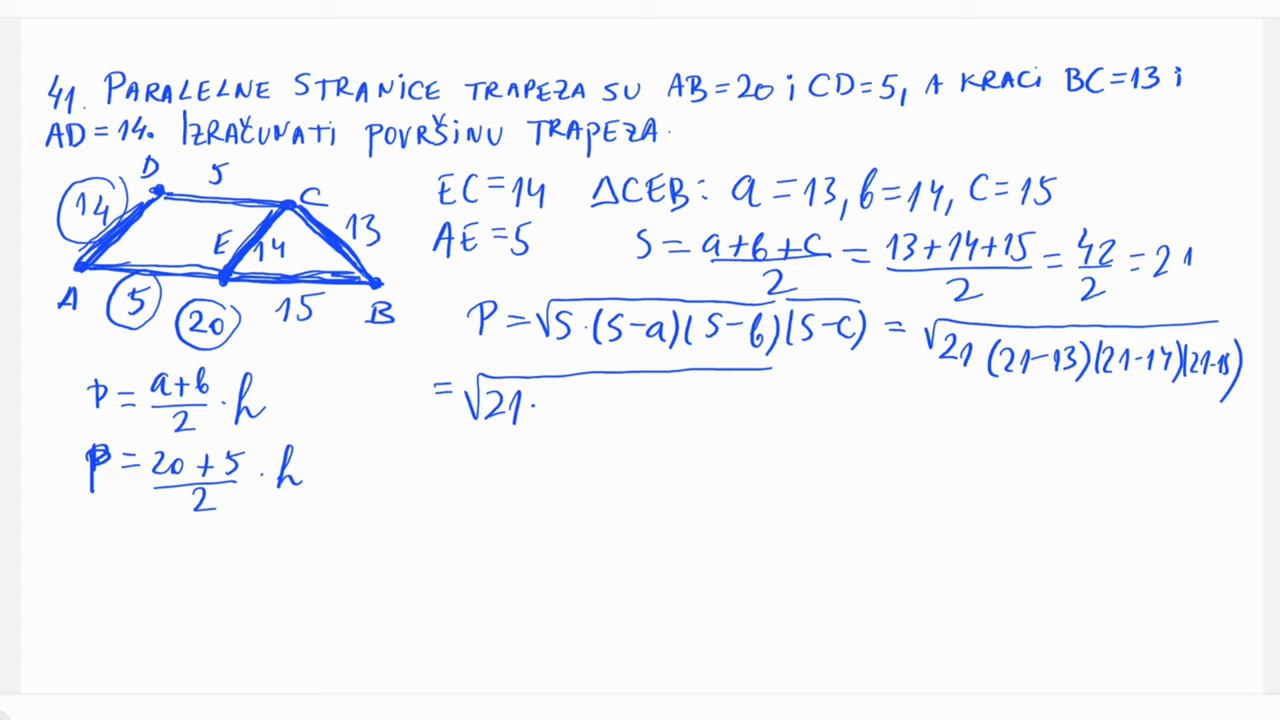 41. PARALELNE STRANICE TRAPEZA SU AB=20 i CD=5, A KRACI BC=13 i
AD=14. IZRAČUNATI POVRŠINU TRAPEZA.
D 5 C
14 13
E 14
A 5 20 15 B
EC=14 ΔCEB: a=13, b=14, C=15
AE=5 S = (a+b+c)/2 = (13+14+15)/2 = 42/2 = 21
P = √(S·(S-a)(S-b)(S-c)) = √(21(21-13)(21-14)(21-15))
= √(21·
P = (a+b)/2 · h
P = (20+5)/2 · h